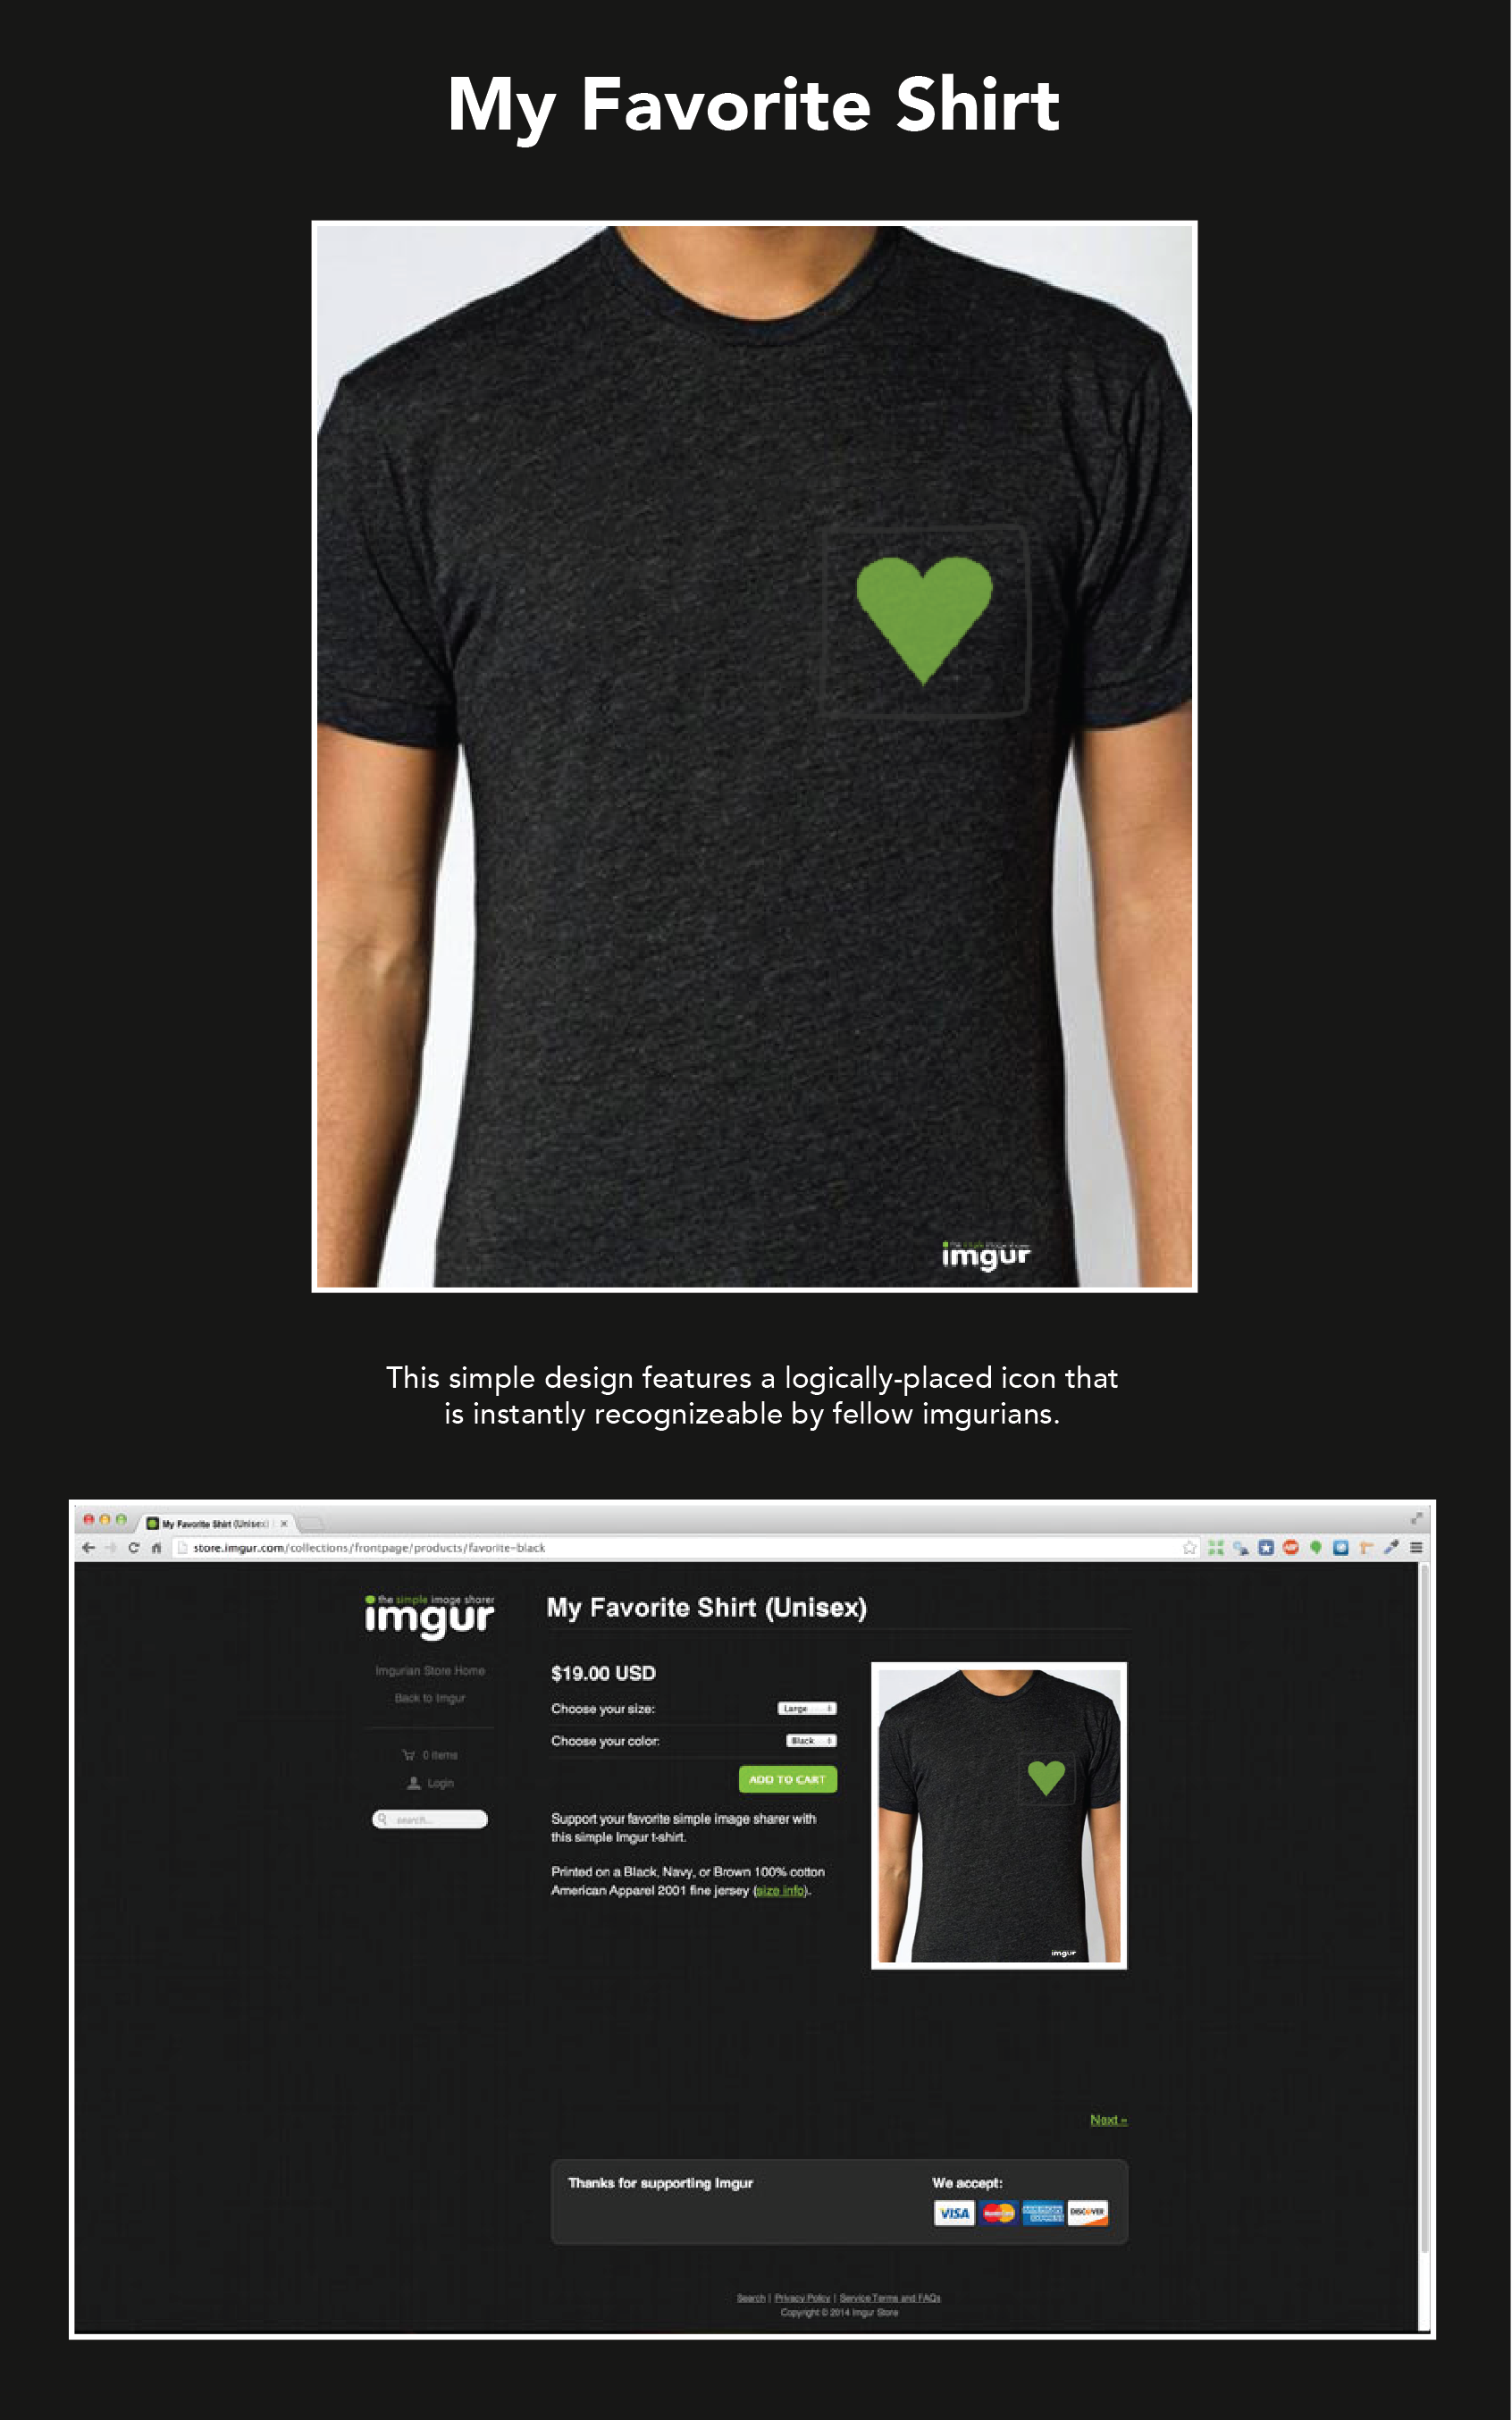 My Favorite Shirt
imgur
This simple design features a logically-placed icon that
is instantly recognizeable by fellow imgurians.
My Favorite Shirt (Unisex)
store.imgur.com/collections/frontpage/products/favorite-black
the simple image sharer
imgur
Imgurian Store Home
Back to Imgur
0 items
Login
search...
My Favorite Shirt (Unisex)
$19.00 USD
Choose your size:
Large
Choose your color:
Black
ADD TO CART
Support your favorite simple image sharer with
this simple Imgur t-shirt.
Printed on a Black, Navy, or Brown 100% cotton
American Apparel 2001 fine jersey (size info).
imgur
Next »
Thanks for supporting Imgur
We accept:
VISA
MasterCard
AMERICAN EXPRESS
DISCOVER
Search | Privacy Policy | Service Terms and FAQs
Copyright © 2014 Imgur Store